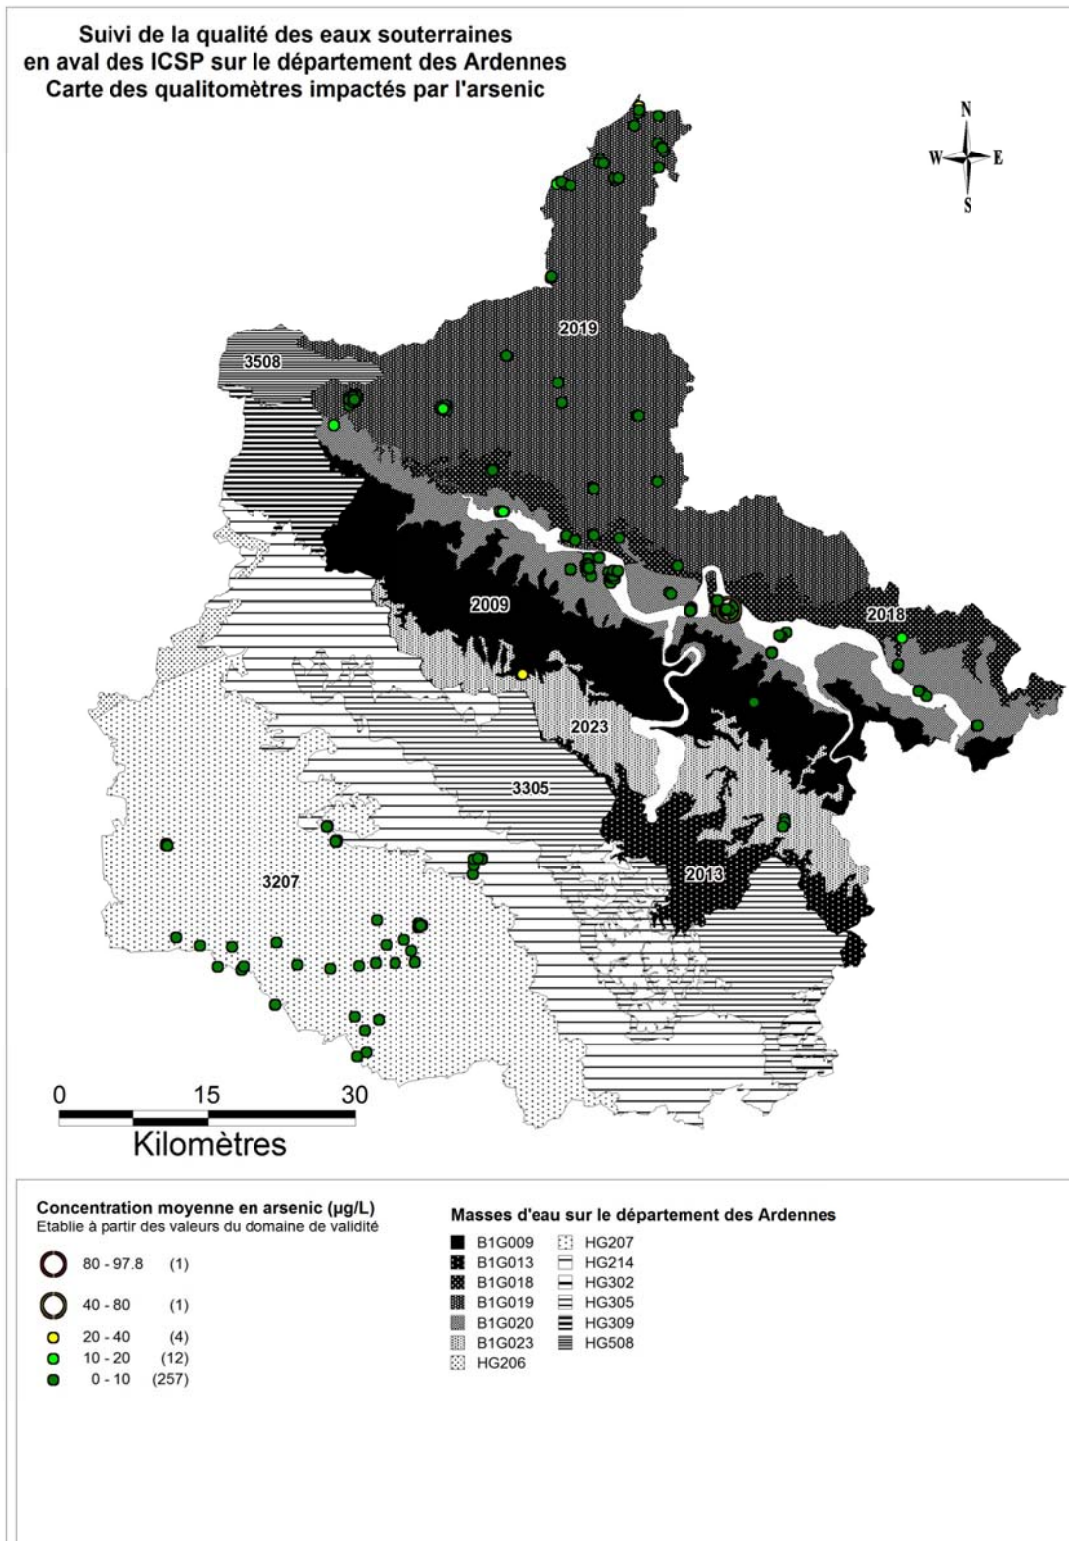 Suivi de la qualité des eaux souterraines
en aval des ICSP sur le département des Ardennes
Carte des qualitomètres impactés par l'arsenic
N
W E
S
2019
3508
2009
2018
2023
3305
2013
3207
0 15 30
Kilomètres
Concentration moyenne en arsenic (µg/L)
Etablie à partir des valeurs du domaine de validité
80 - 97.8 (1)
40 - 80 (1)
20 - 40 (4)
10 - 20 (12)
0 - 10 (257)
Masses d'eau sur le département des Ardennes
B1G009 HG207
B1G013 HG214
B1G018 HG302
B1G019 HG305
B1G020 HG309
B1G023 HG508
HG206